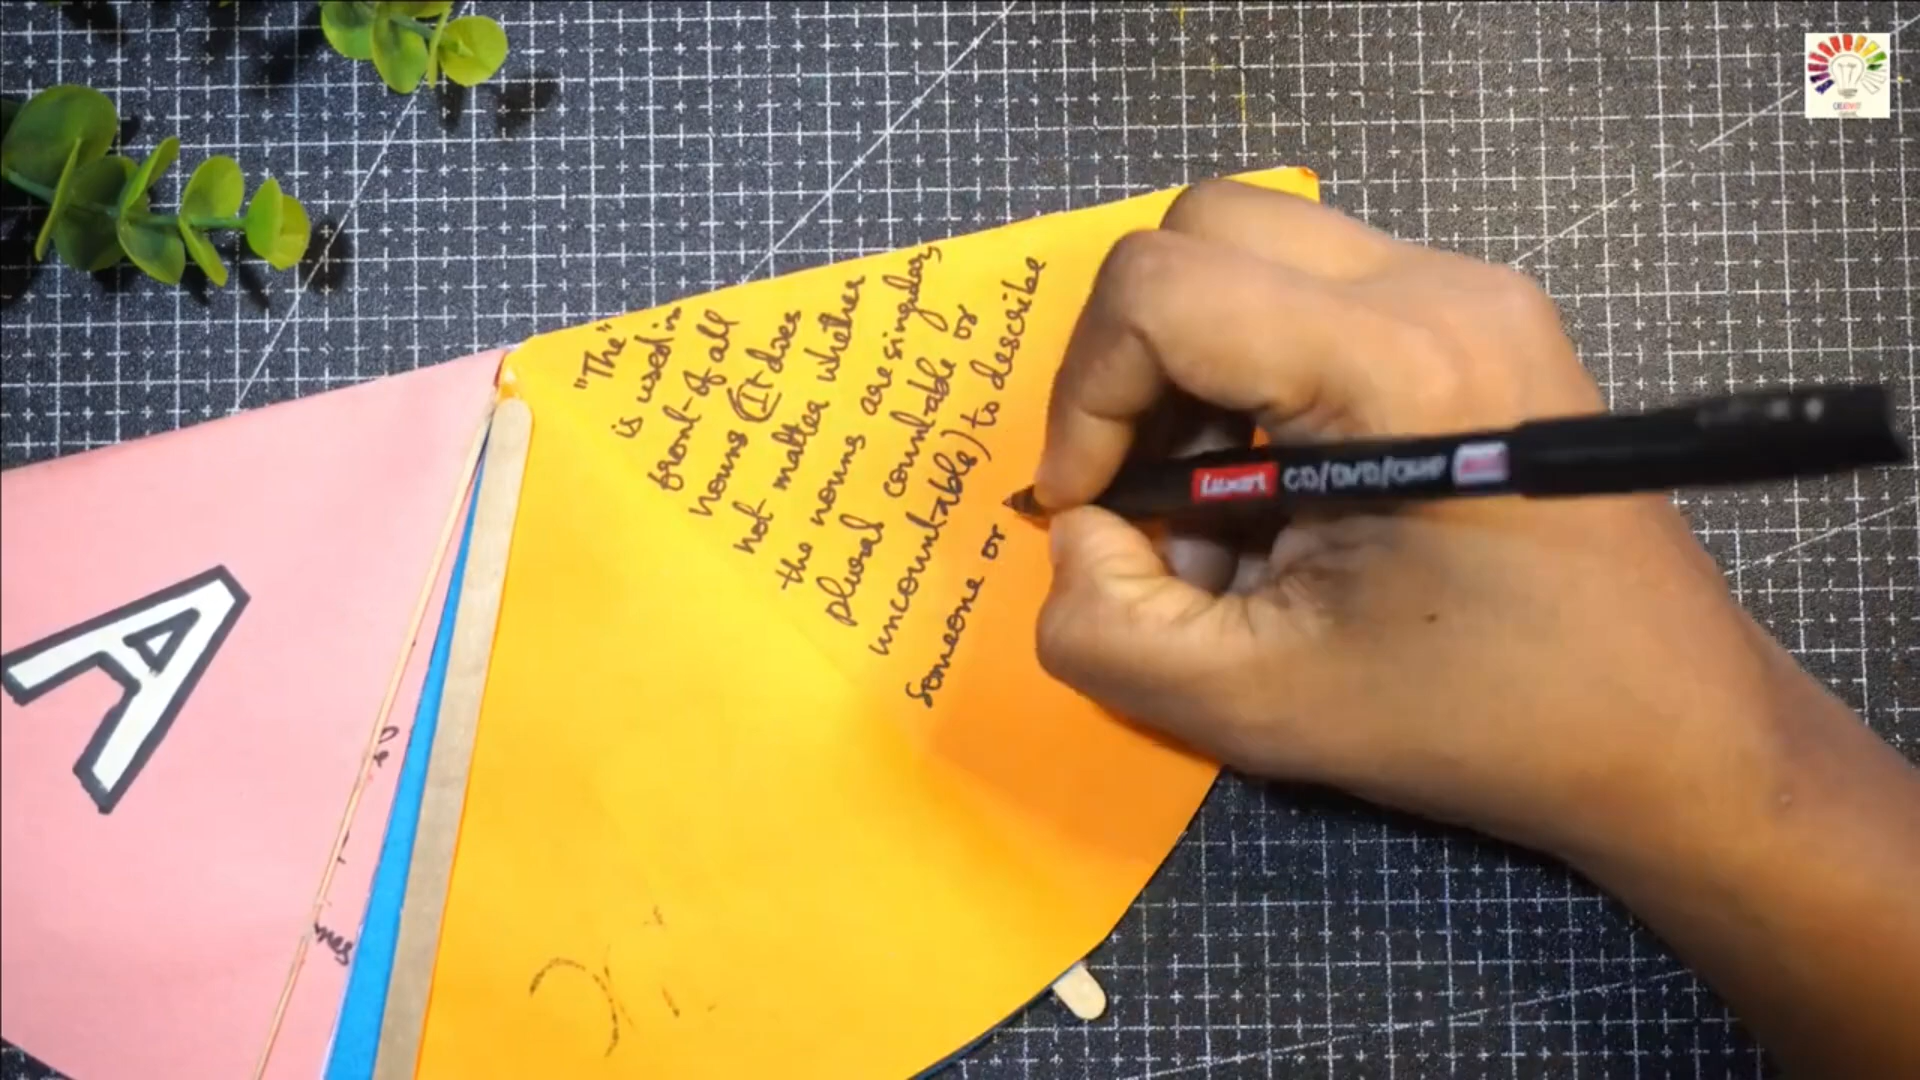 "The"
is used in
front of all
nouns (It does
not matter whether
the nouns are singular,
plural countable or
uncountable) to describe
someone or
A
Luxor CD/DVD/OHP